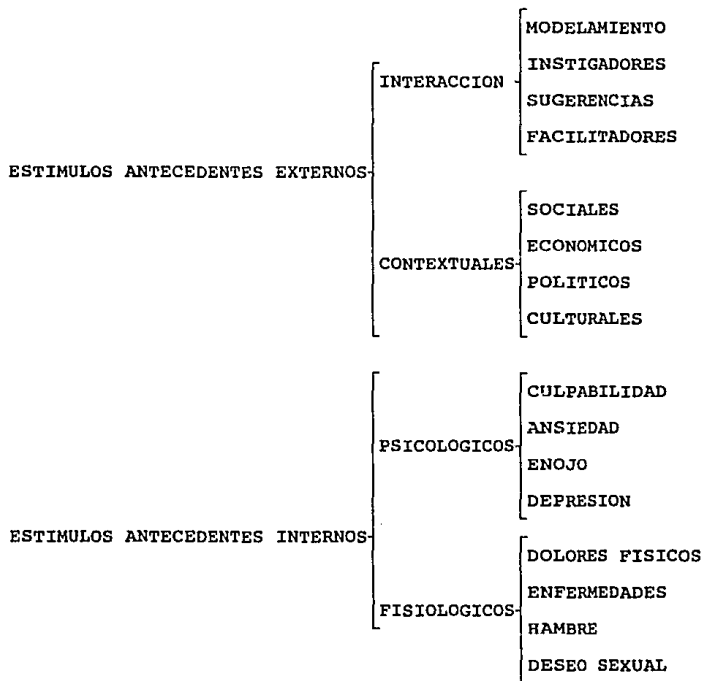 MODELAMIENTO
INSTIGADORES
INTERACCION
SUGERENCIAS
FACILITADORES
ESTIMULOS ANTECEDENTES EXTERNOS
SOCIALES
ECONOMICOS
CONTEXTUALES
POLITICOS
CULTURALES
CULPABILIDAD
ANSIEDAD
PSICOLOGICOS
ENOJO
DEPRESION
ESTIMULOS ANTECEDENTES INTERNOS
DOLORES FISICOS
ENFERMEDADES
FISIOLOGICOS
HAMBRE
DESEO SEXUAL